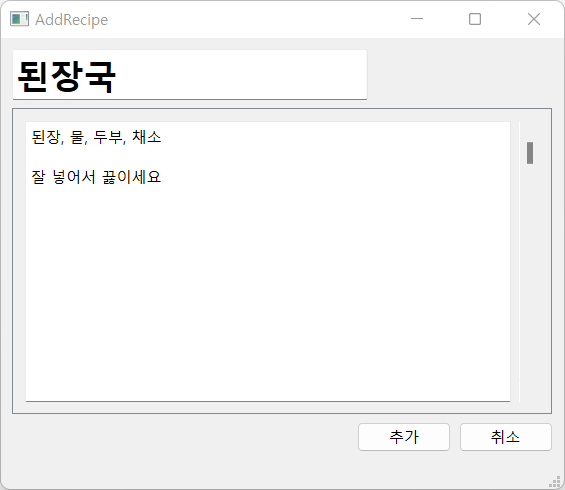 AddRecipe
된장국
된장, 물, 두부, 채소
잘 넣어서 끓이세요
추가
취소